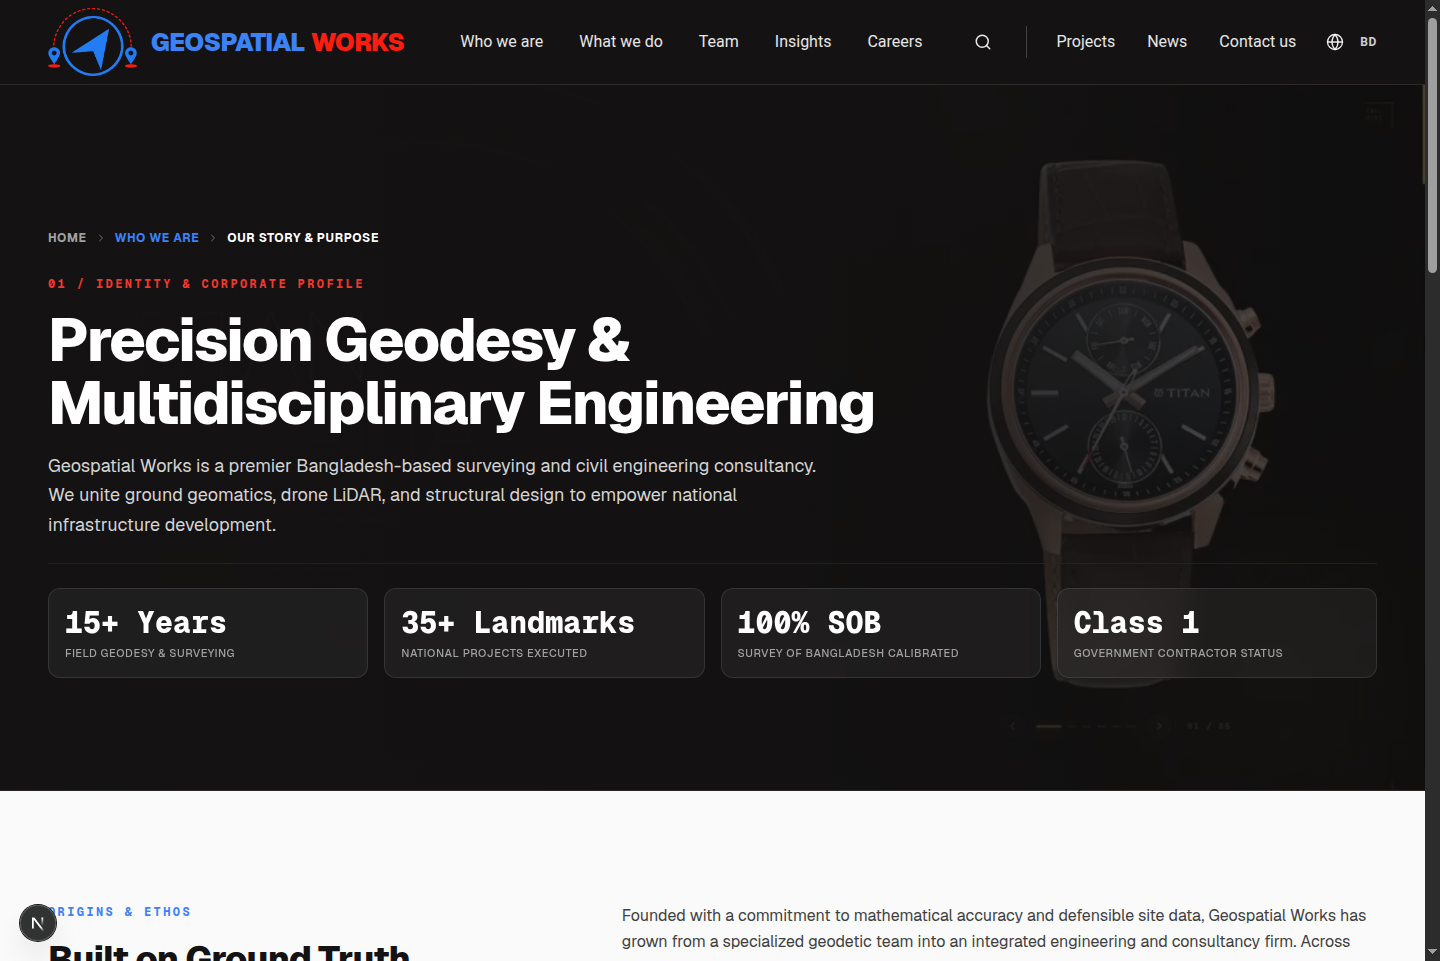 GEOSPATIAL WORKS
Who we are
What we do
Team
Insights
Careers
Projects
News
Contact us
BD
HOME > WHO WE ARE > OUR STORY & PURPOSE
01 / IDENTITY & CORPORATE PROFILE
Precision Geodesy &
Multidisciplinary Engineering
Geospatial Works is a premier Bangladesh-based surveying and civil engineering consultancy.
We unite ground geomatics, drone LiDAR, and structural design to empower national
infrastructure development.
TITAN
15+ Years
FIELD GEODESY & SURVEYING
35+ Landmarks
NATIONAL PROJECTS EXECUTED
100% SOB
SURVEY OF BANGLADESH CALIBRATED
Class 1
GOVERNMENT CONTRACTOR STATUS
N
RIGINS & ETHOS
Built on Ground Truth
Founded with a commitment to mathematical accuracy and defensible site data, Geospatial Works has
grown from a specialized geodetic team into an integrated engineering and consultancy firm. Across